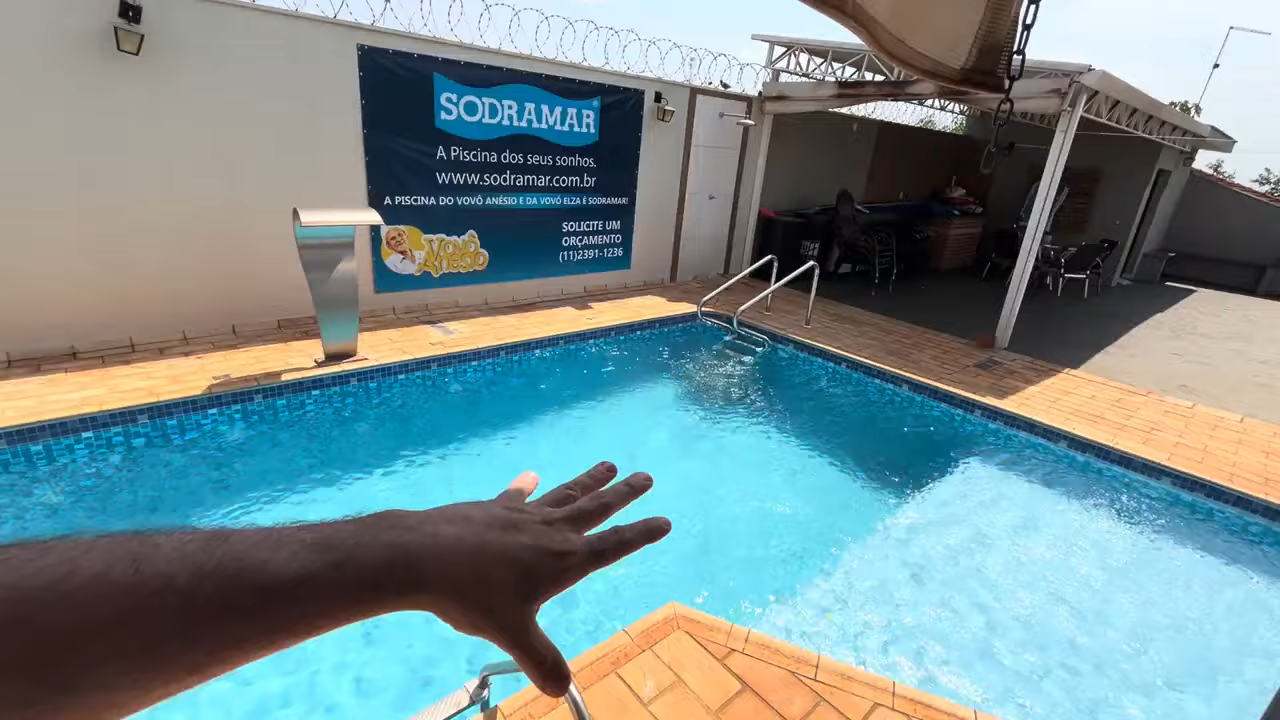 SODRAMAR
A Piscina dos seus sonhos.
www.sodramar.com.br
A PISCINA DO VOVÔ ANÉSIO E DA VOVÓ ELZA É SODRAMAR!
VOVÔ
Anésio
SOLICITE UM
ORÇAMENTO
(11)2391-1236